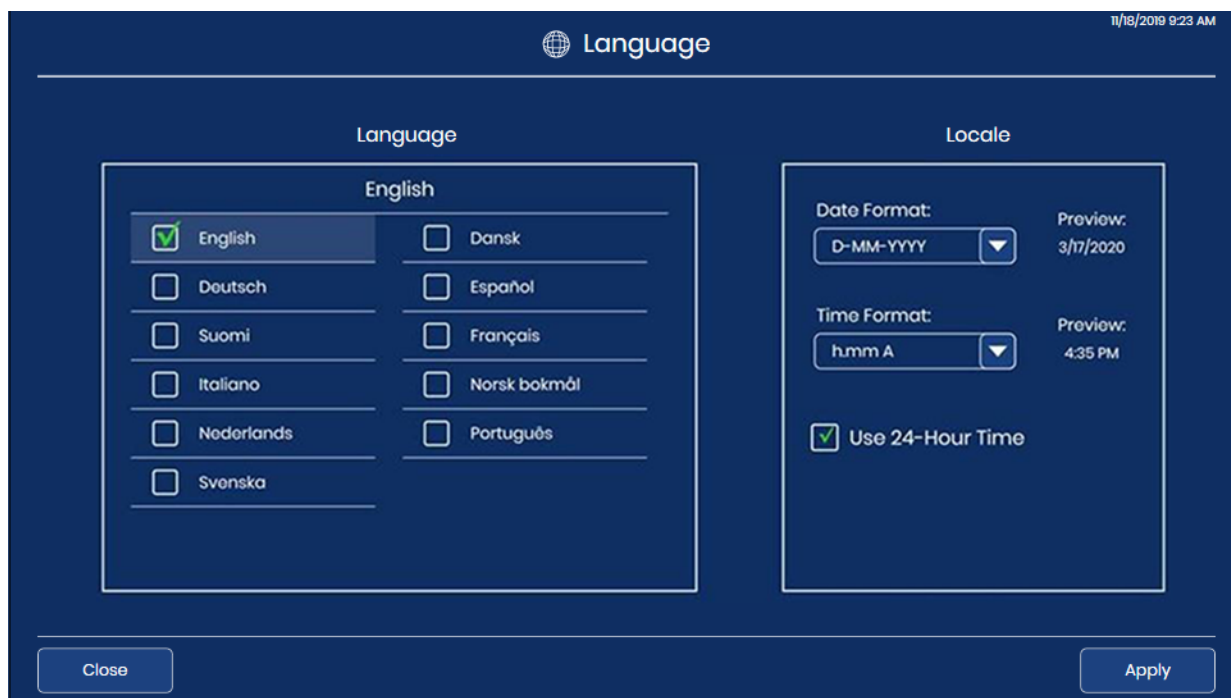 11/18/2019 9:23 AM
Language
Language
English
English
Dansk
Deutsch
Español
Suomi
Français
Italiano
Norsk bokmål
Nederlands
Português
Svenska
Locale
Date Format:
D-MM-YYYY
Preview:
3/17/2020
Time Format:
h.mm A
Preview:
4:35 PM
Use 24-Hour Time
Close
Apply